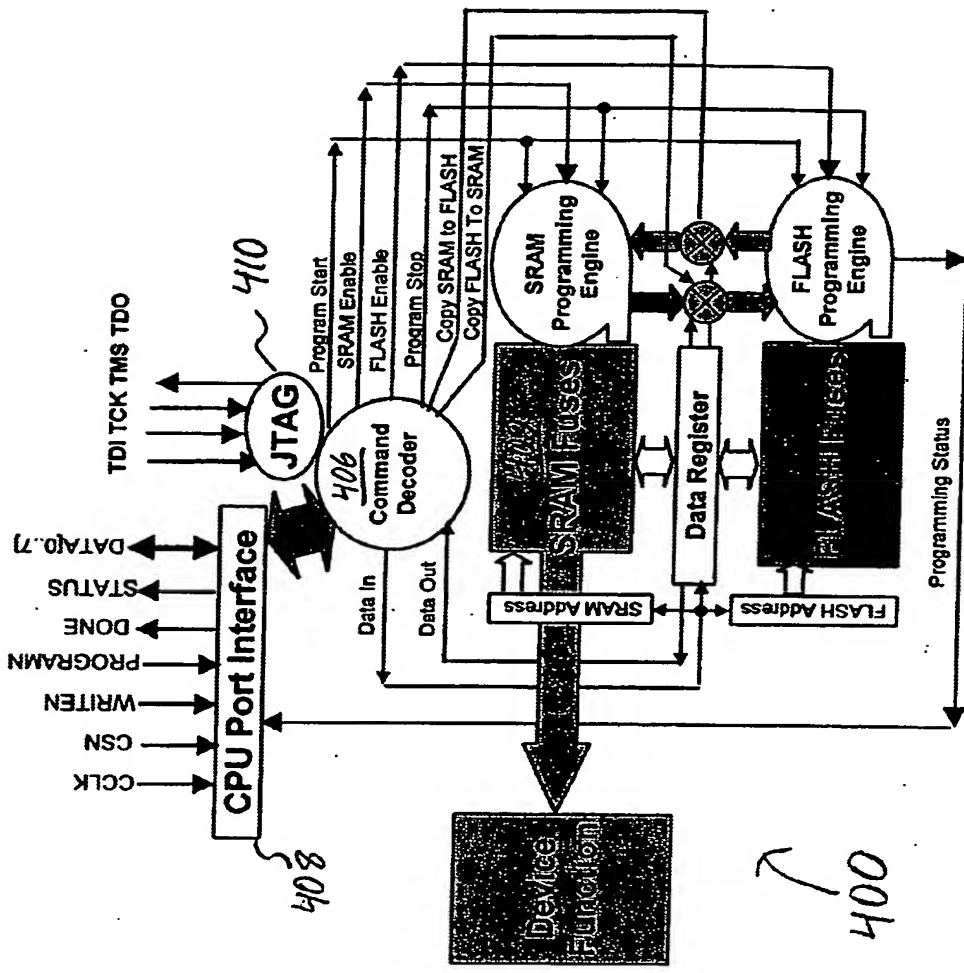 TDI TCK TMS TDO
410
JTAG
CCLK
CSN
WRITEN
PROGRAMN
DONE
STATUS
DATA[0..7]
CPU Port Interface
408
406
Command
Decoder
Program Start
SRAM Enable
FLASH Enable
Program Stop
Copy SRAM to FLASH
Copy FLASH To SRAM
Data In
Data Out
SRAM
Programming
Engine
SRAM Fuses
SRAM Address
Data Register
FLASH
Programming
Engine
FLASH Fuses
FLASH Address
Device
Function
Programming Status
400